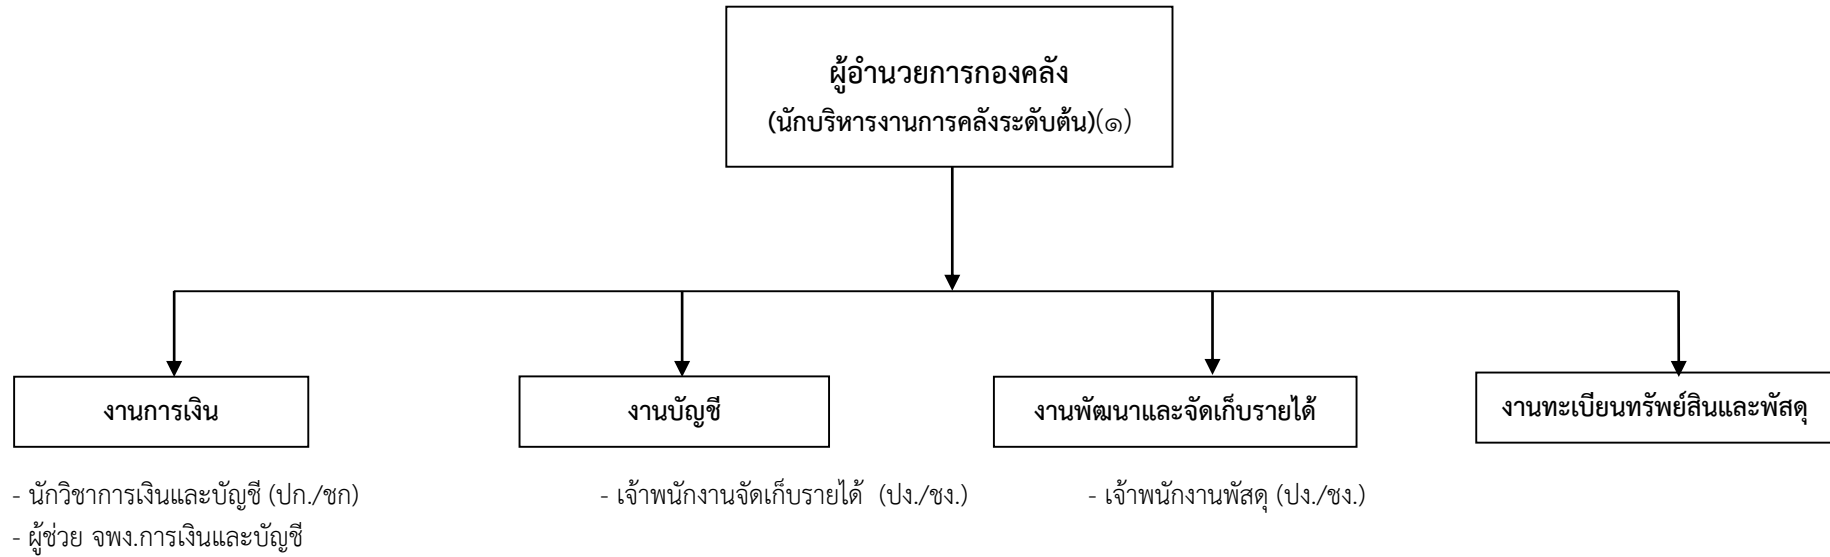 ผู้อำนวยการกองคลัง
(นักบริหารงานการคลังระดับต้น)(๑)
งานการเงิน
งานบัญชี
งานพัฒนาและจัดเก็บรายได้
งานทะเบียนทรัพย์สินและพัสดุ
- นักวิชาการเงินและบัญชี (ปก./ชก)
- เจ้าพนักงานจัดเก็บรายได้ (ปง./ชง.)
- เจ้าพนักงานพัสดุ (ปง./ชง.)
- ผู้ช่วย จพง.การเงินและบัญชี